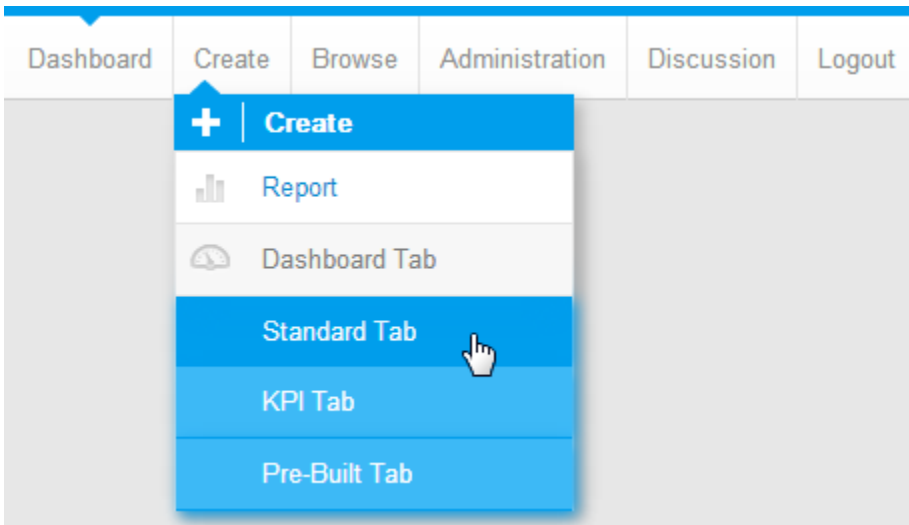 Dashboard Create Browse Administration Discussion Logout
Create
Report
Dashboard Tab
Standard Tab
KPI Tab
Pre-Built Tab